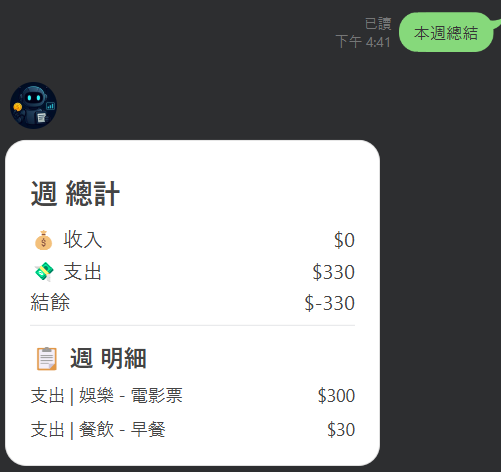 已讀
下午 4:41
本週總結
週 總計
收入 $0
支出 $330
結餘 $-330
週 明細
支出 | 娛樂 - 電影票 $300
支出 | 餐飲 - 早餐 $30